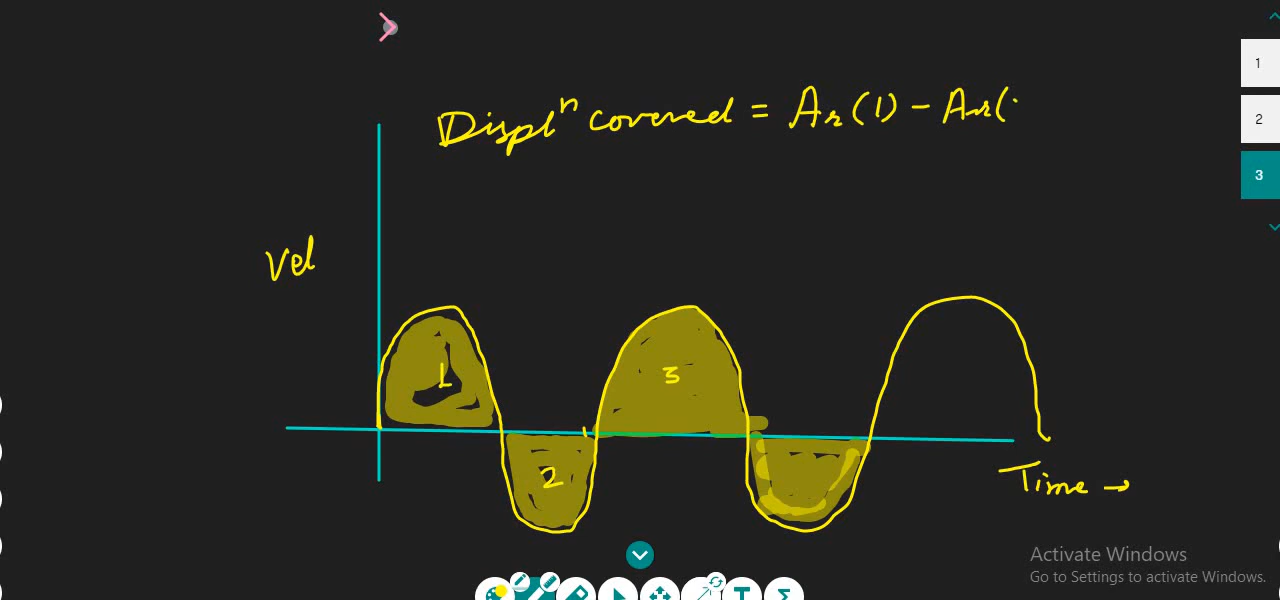 Displⁿ covered = Ar(1) - Ar(
1
2
3
Vel
1
3
2
Time →
Activate Windows
Go to Settings to activate Windows.
T
Σ